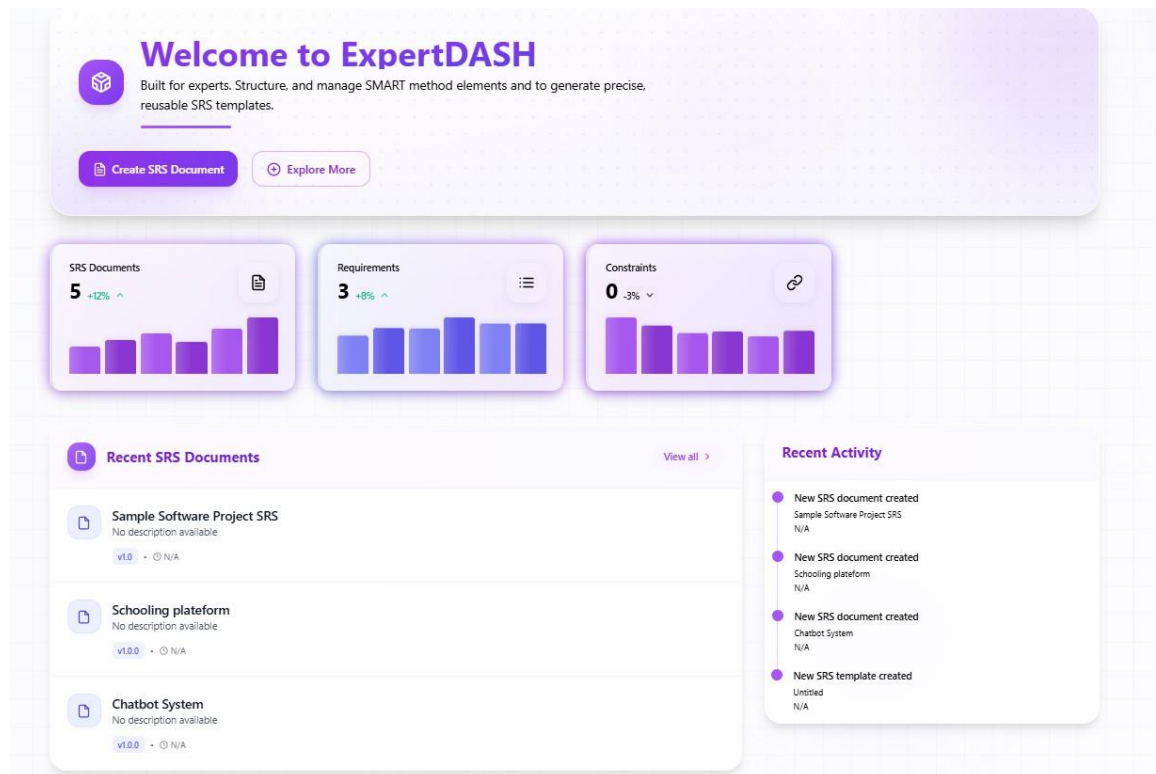 Welcome to ExpertDASH
Built for experts. Structure, and manage SMART method elements and to generate precise,
reusable SRS templates.
Create SRS Document
Explore More
SRS Documents
5 +12%
Requirements
3 +8%
Constraints
0 -3%
Recent SRS Documents
View all
Sample Software Project SRS
No description available
v1.0 • N/A
Schooling plateform
No description available
v1.0.0 • N/A
Chatbot System
No description available
v1.0.0 • N/A
Recent Activity
New SRS document created
Sample Software Project SRS
N/A
New SRS document created
Schooling plateform
N/A
New SRS document created
Chatbot System
N/A
New SRS template created
Untitled
N/A